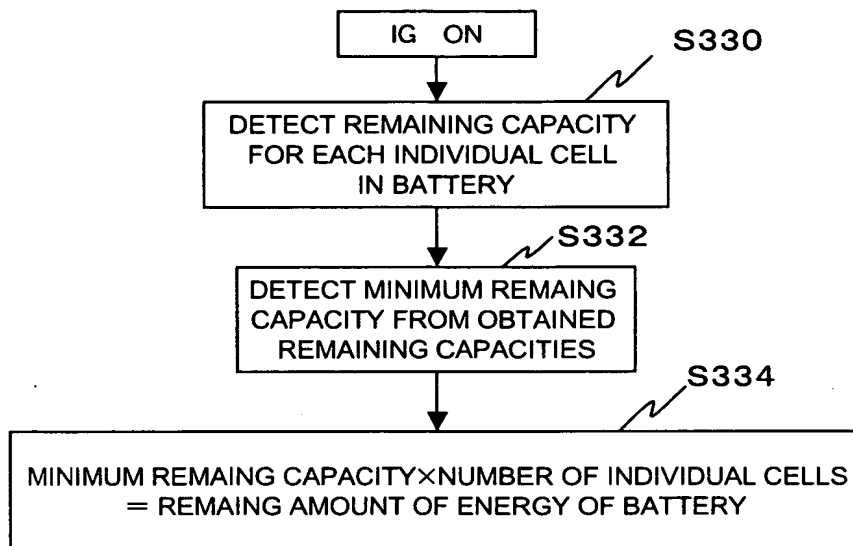 IG ON
S330
DETECT REMAINING CAPACITY
FOR EACH INDIVIDUAL CELL
IN BATTERY
S332
DETECT MINIMUM REMAING
CAPACITY FROM OBTAINED
REMAINING CAPACITIES
S334
MINIMUM REMAING CAPACITY×NUMBER OF INDIVIDUAL CELLS
= REMAING AMOUNT OF ENERGY OF BATTERY